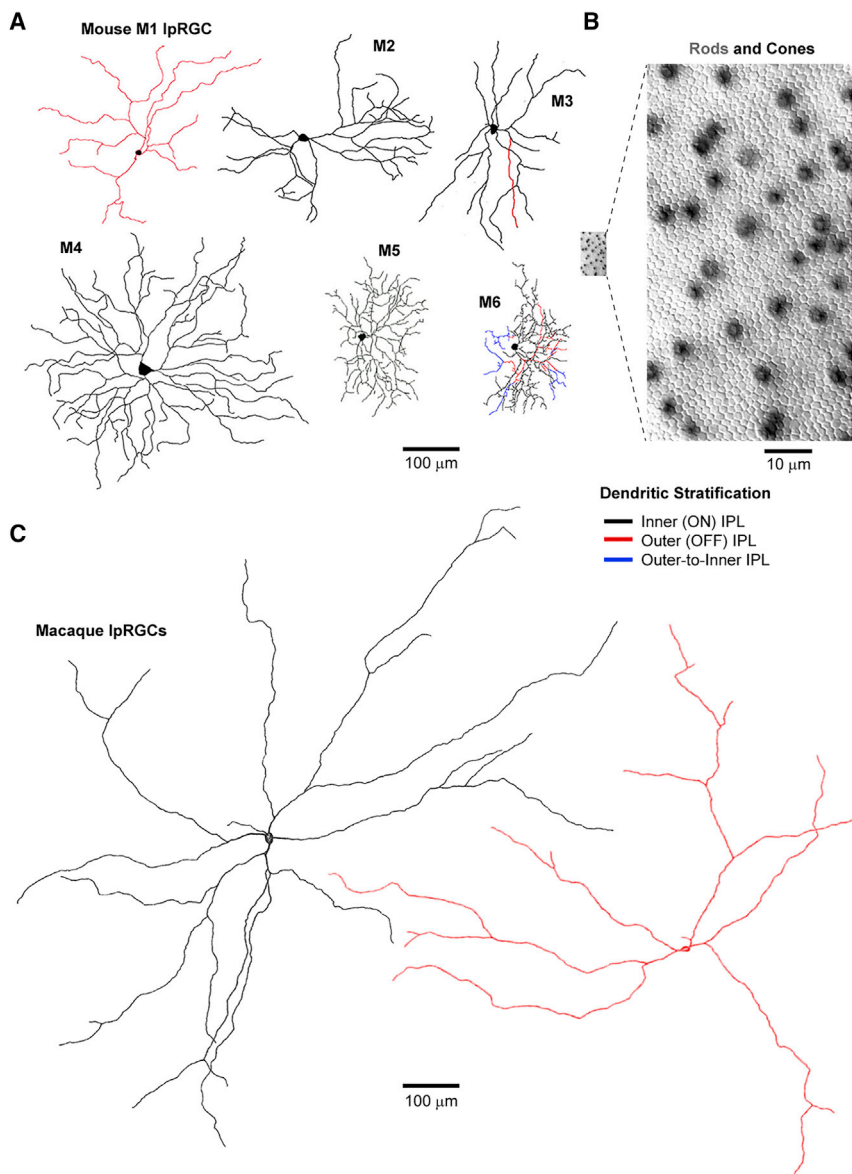 A
Mouse M1 IpRGC
M2
M3
M4
M5
M6
100 μm
B
Rods and Cones
10 μm
Dendritic Stratification
Inner (ON) IPL
Outer (OFF) IPL
Outer-to-Inner IPL
C
Macaque IpRGCs
100 μm